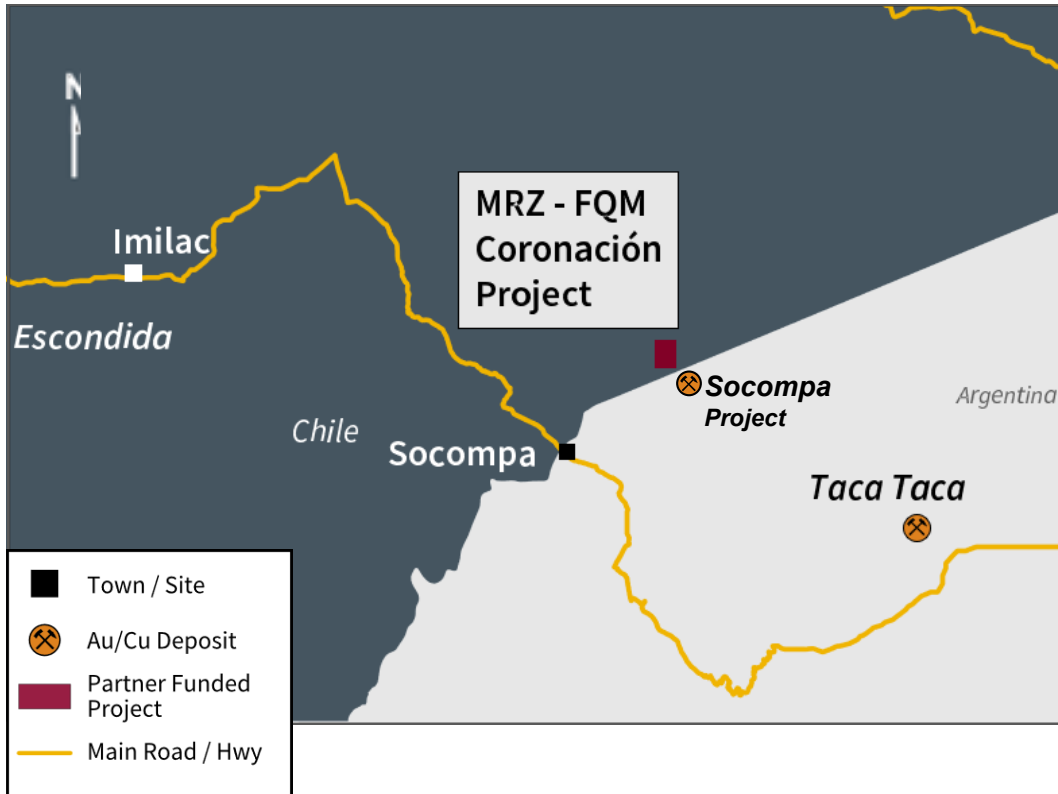 N
MRZ - FQM
Coronación
Project
Imilac
Escondida
Socompa
Project
Argentina
Chile
Socompa
Taca Taca
Town / Site
Au/Cu Deposit
Partner Funded
Project
Main Road / Hwy